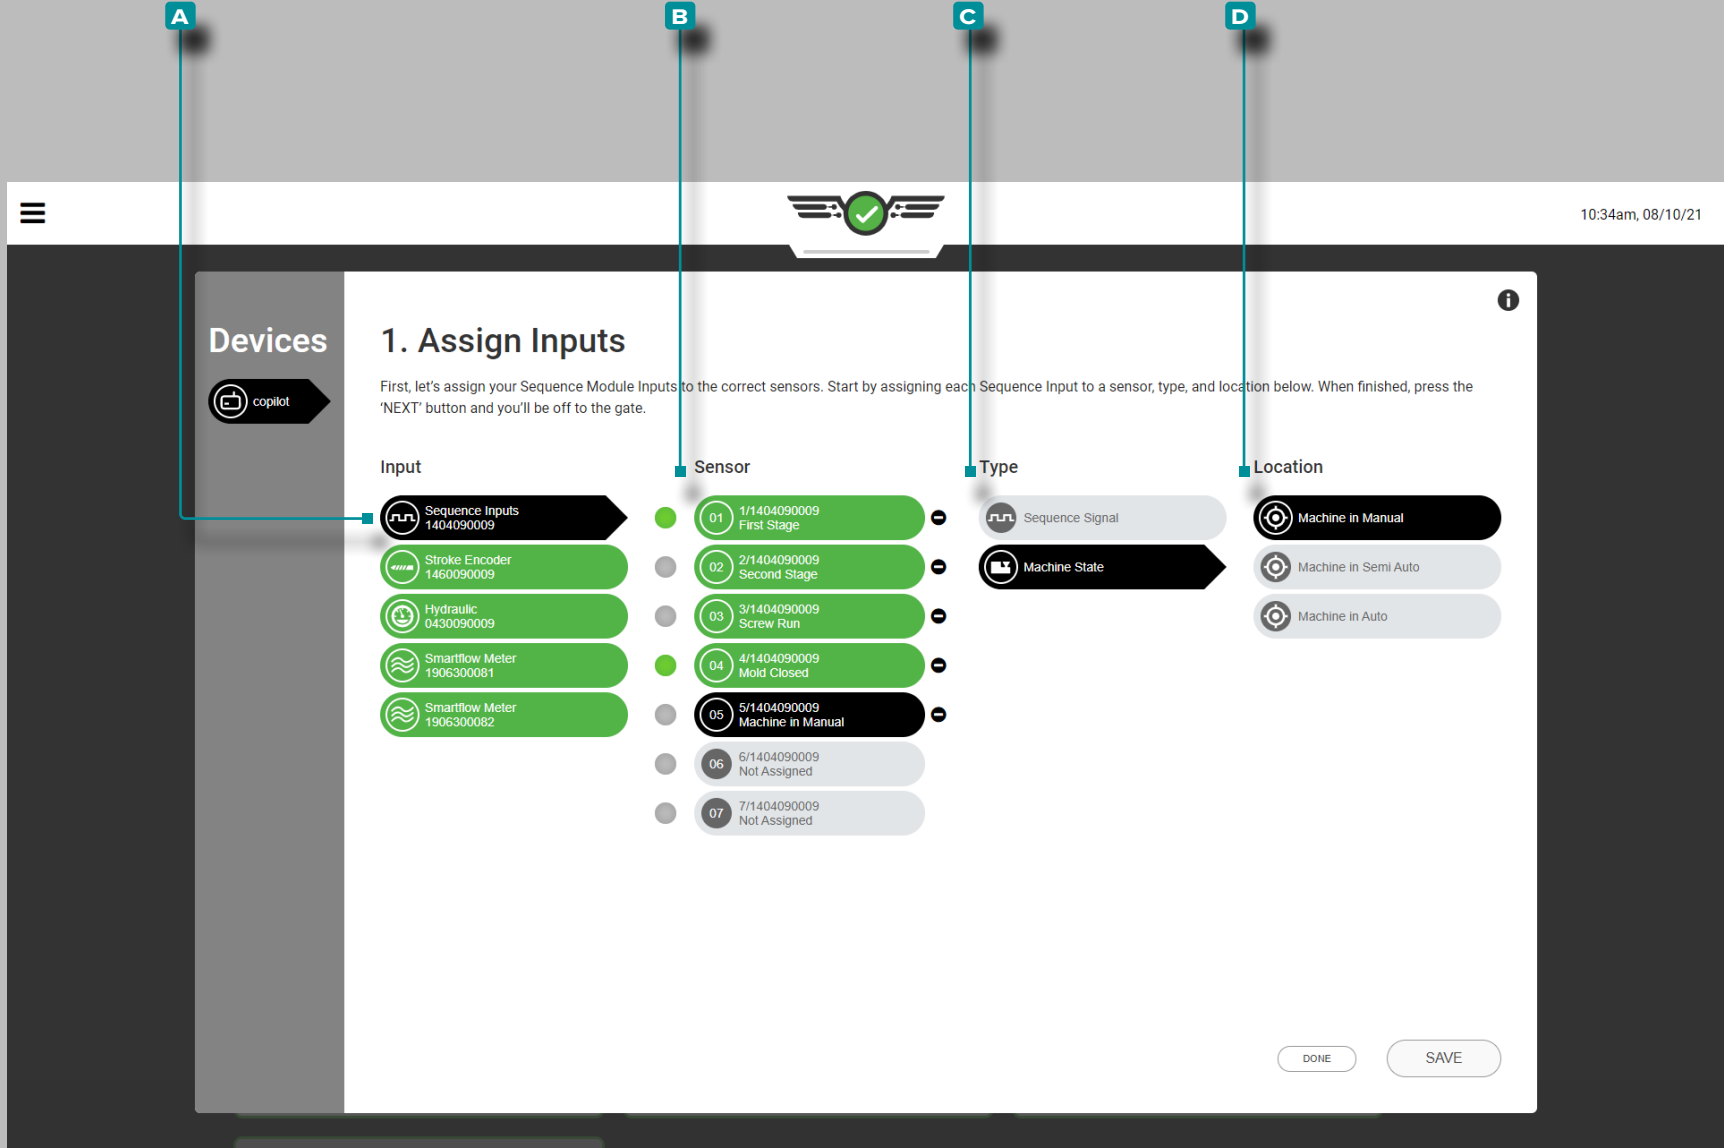 A
B
C
D
10:34am, 08/10/21
Devices
copilot
1. Assign Inputs
First, let's assign your Sequence Module Inputs to the correct sensors. Start by assigning each Sequence Input to a sensor, type, and location below. When finished, press the
‘NEXT’ button and you'll be off to the gate.
Input
Sequence Inputs
1404090009
Stroke Encoder
1460090009
Hydraulic
0430090009
Smartflow Meter
1906300081
Smartflow Meter
1906300082
Sensor
01
1/1404090009
First Stage
02
2/1404090009
Second Stage
03
3/1404090009
Screw Run
04
4/1404090009
Mold Closed
05
5/1404090009
Machine in Manual
06
6/1404090009
Not Assigned
07
7/1404090009
Not Assigned
Type
Sequence Signal
Machine State
Location
Machine in Manual
Machine in Semi Auto
Machine in Auto
DONE
SAVE